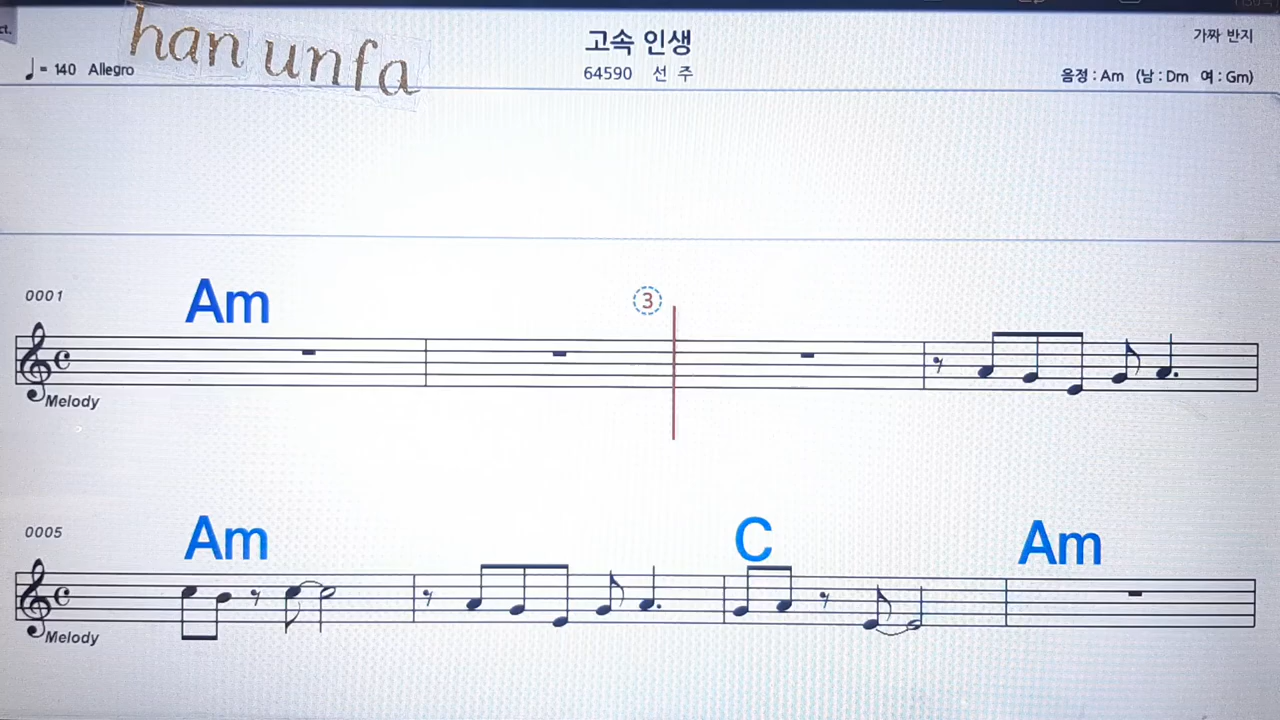 ct.
han unfa
고속 인생
가짜 반지
♩= 140 Allegro
64590 선 주
음정 : Am (남 : Dm 여 : Gm)
0001
Am
3
Melody
0005
Am
C
Am
Melody